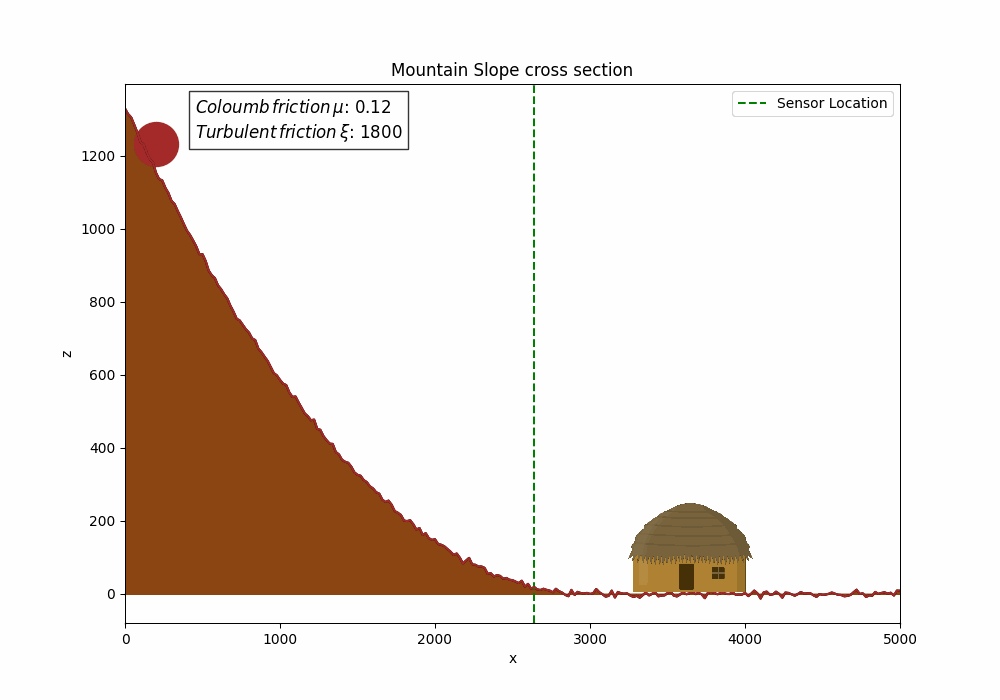 Mountain Slope cross section
Coloumb friction μ: 0.12
Turbulent friction ξ: 1800
Sensor Location
1200
1000
800
600
400
200
0
z
0 1000 2000 3000 4000 5000
x